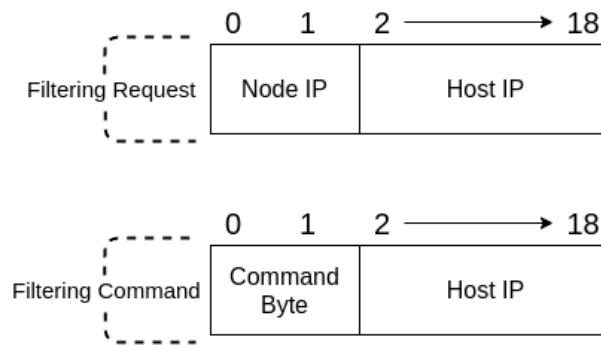 0 1 2 18
Filtering Request
Node IP
Host IP
0 1 2 18
Filtering Command
Command
Byte
Host IP